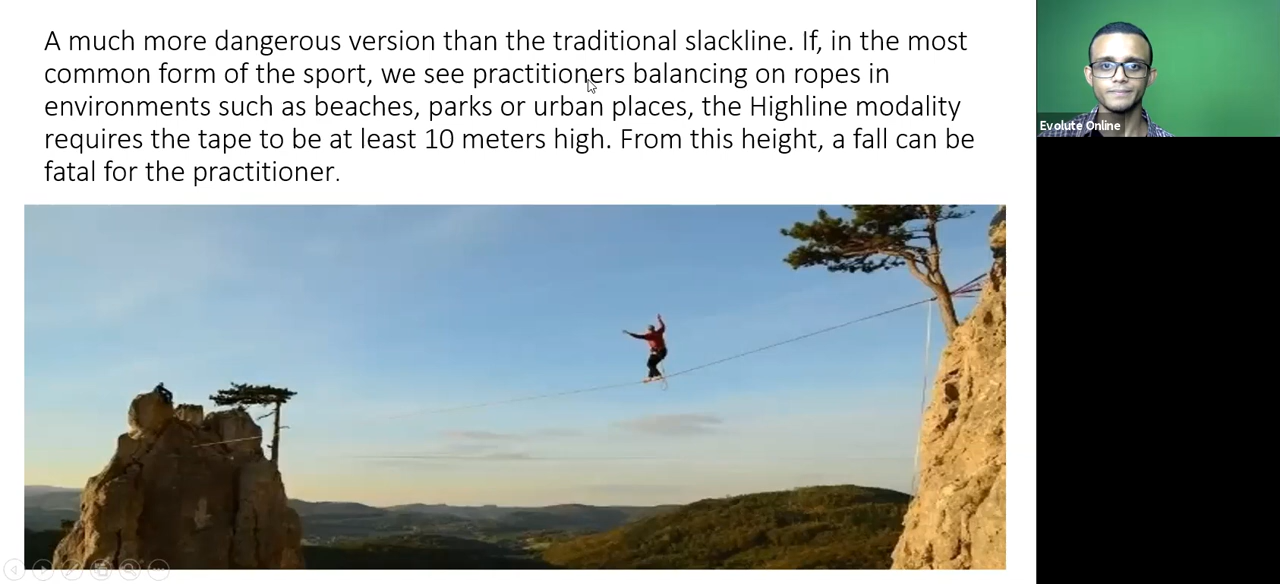 A much more dangerous version than the traditional slackline. If, in the most
common form of the sport, we see practitioners balancing on ropes in
environments such as beaches, parks or urban places, the Highline modality
requires the tape to be at least 10 meters high. From this height, a fall can be
fatal for the practitioner.
Evolute Online